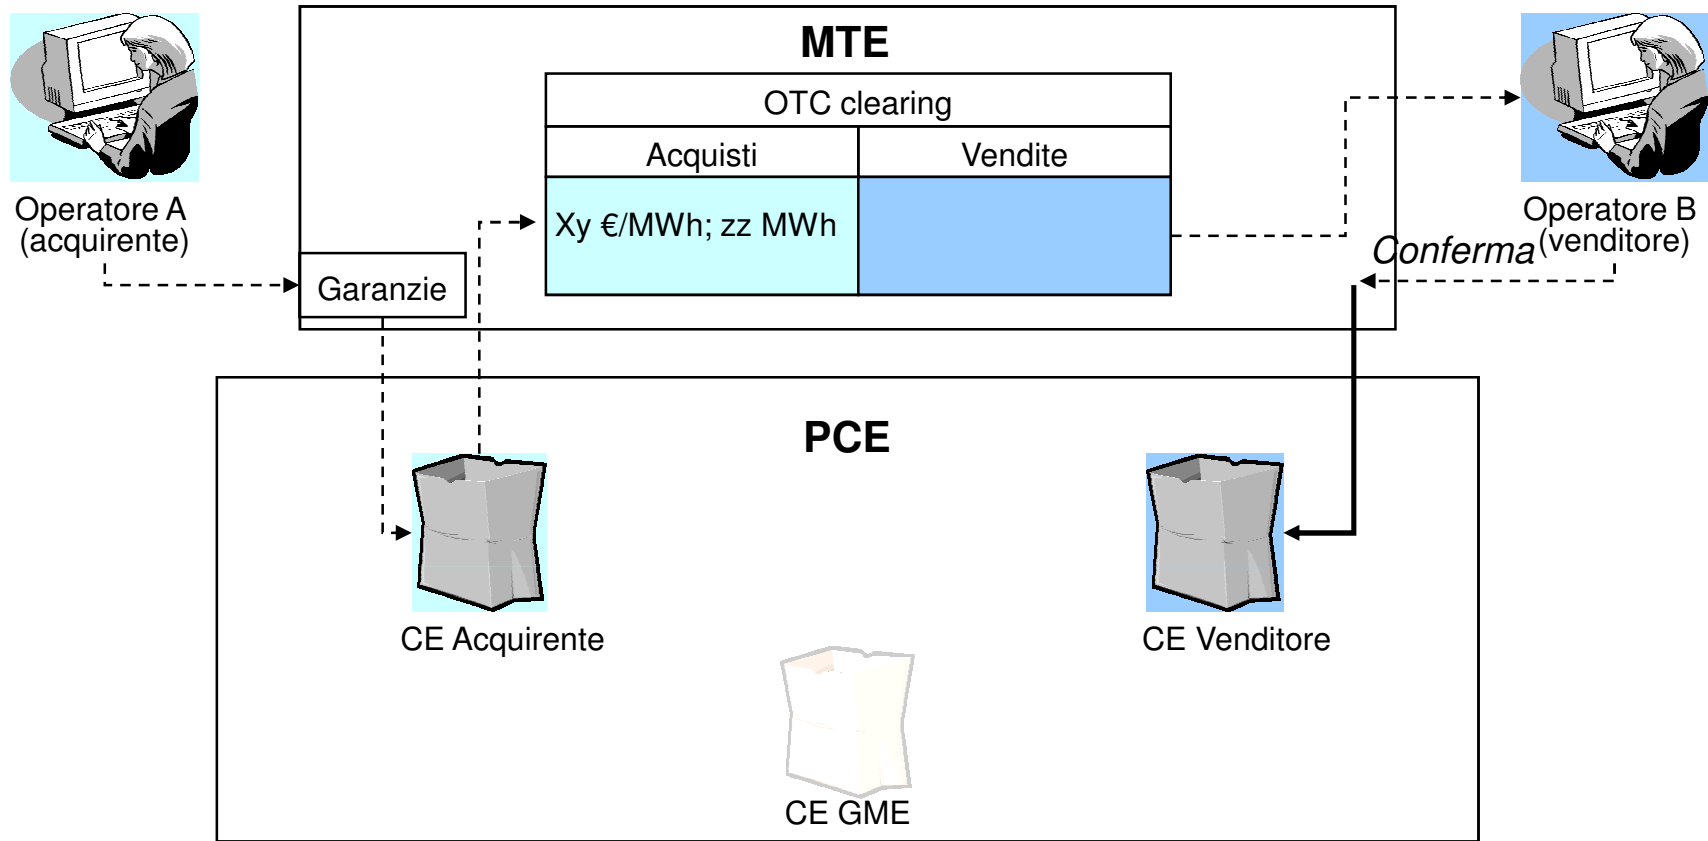 MTE
OTC clearing
Acquisti
Vendite
Xy €/MWh; zz MWh
Operatore A
(acquirente)
Operatore B
(venditore)
Conferma
Garanzie
PCE
CE Acquirente
CE Venditore
CE GME